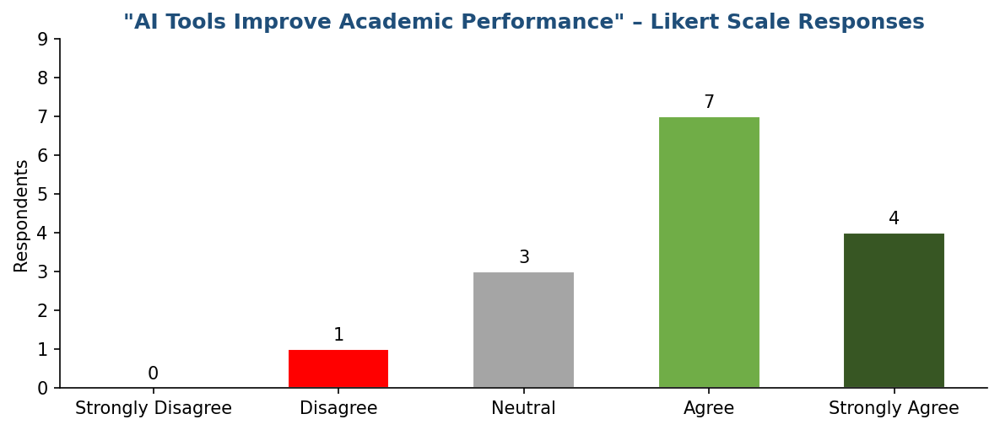 "AI Tools Improve Academic Performance" – Likert Scale Responses
Respondents
9
8
7
6
5
4
3
2
1
0
0
1
3
7
4
Strongly Disagree
Disagree
Neutral
Agree
Strongly Agree